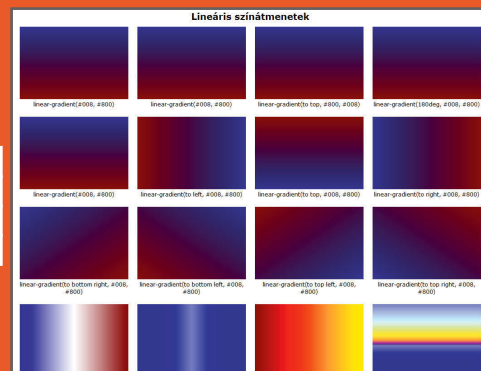 Lineáris színátmenetek
linear-gradient(#008, #800)
linear-gradient(#008, #800)
linear-gradient(to top, #800, #008)
linear-gradient(180deg, #008, #800)
linear-gradient(#008, #800)
linear-gradient(to left, #008, #800)
linear-gradient(to top, #008, #800)
linear-gradient(to right, #008, #800)
linear-gradient(to bottom right, #008,
#800)
linear-gradient(to bottom left, #008,
#800)
linear-gradient(to top left, #008,
#800)
linear-gradient(to top right, #008,
#800)